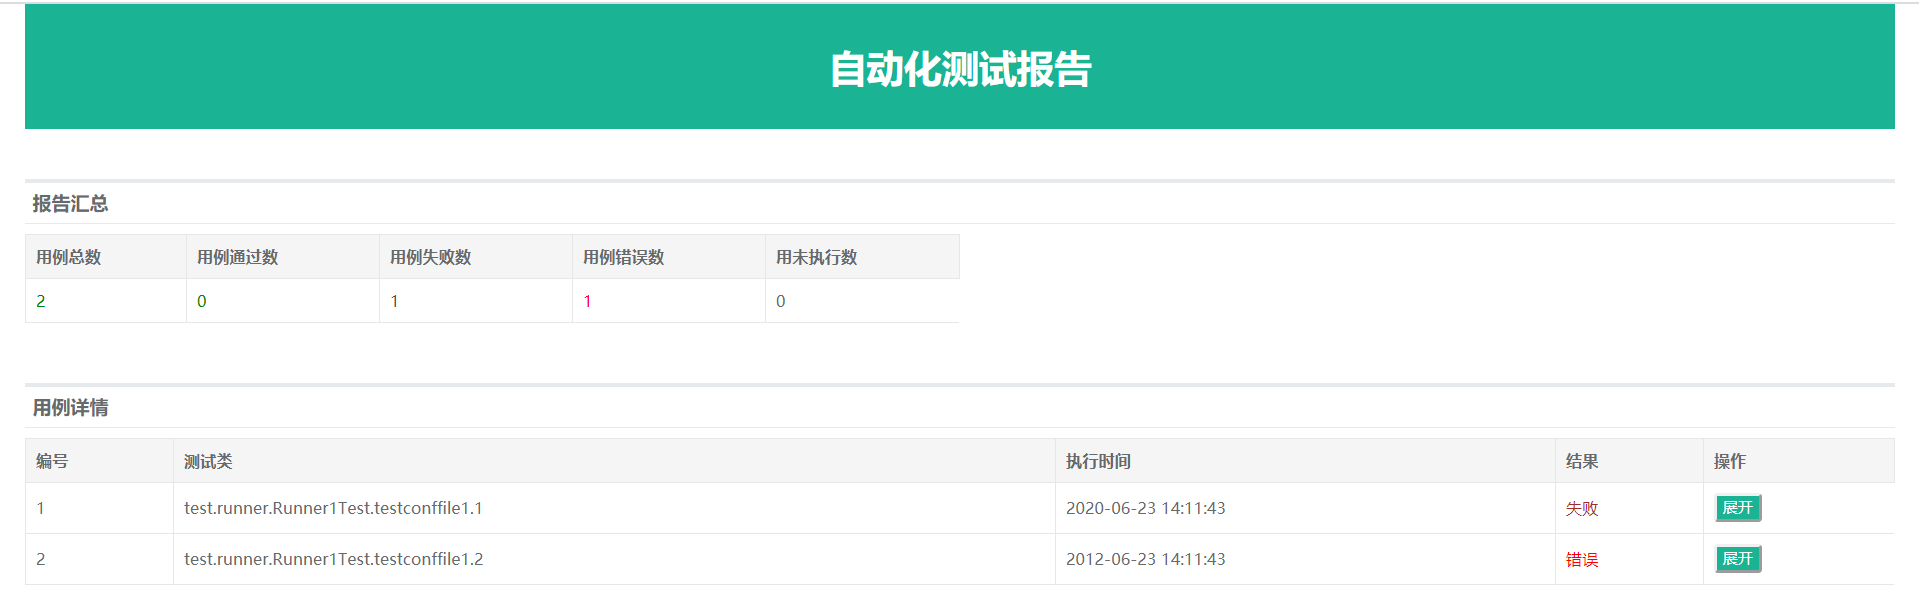 自动化测试报告
报告汇总
用例总数 用例通过数 用例失败数 用例错误数 用未执行数
2 0 1 1 0
用例详情
编号 测试类 执行时间 结果 操作
1 test.runner.Runner1Test.testconffile1.1 2020-06-23 14:11:43 失败 展开
2 test.runner.Runner1Test.testconffile1.2 2012-06-23 14:11:43 错误 展开